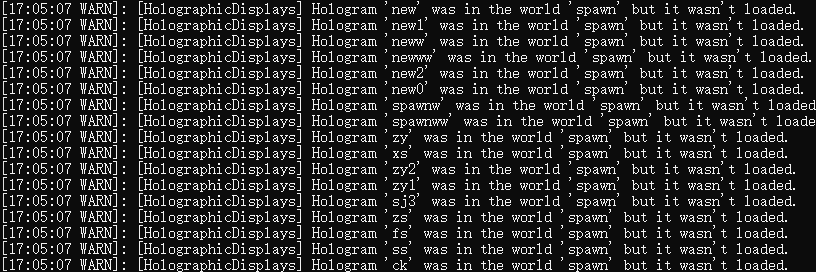 [17:05:07 WARN]: [HolographicDisplays] Hologram 'new' was in the world 'spawn' but it wasn't loaded.
[17:05:07 WARN]: [HolographicDisplays] Hologram 'new1' was in the world 'spawn' but it wasn't loaded.
[17:05:07 WARN]: [HolographicDisplays] Hologram 'neww' was in the world 'spawn' but it wasn't loaded.
[17:05:07 WARN]: [HolographicDisplays] Hologram 'newww' was in the world 'spawn' but it wasn't loaded.
[17:05:07 WARN]: [HolographicDisplays] Hologram 'new2' was in the world 'spawn' but it wasn't loaded.
[17:05:07 WARN]: [HolographicDisplays] Hologram 'new0' was in the world 'spawn' but it wasn't loaded.
[17:05:07 WARN]: [HolographicDisplays] Hologram 'spawnw' was in the world 'spawn' but it wasn't loaded
[17:05:07 WARN]: [HolographicDisplays] Hologram 'spawnww' was in the world 'spawn' but it wasn't loade
[17:05:07 WARN]: [HolographicDisplays] Hologram 'zy' was in the world 'spawn' but it wasn't loaded.
[17:05:07 WARN]: [HolographicDisplays] Hologram 'xs' was in the world 'spawn' but it wasn't loaded.
[17:05:07 WARN]: [HolographicDisplays] Hologram 'zy2' was in the world 'spawn' but it wasn't loaded.
[17:05:07 WARN]: [HolographicDisplays] Hologram 'zy1' was in the world 'spawn' but it wasn't loaded.
[17:05:07 WARN]: [HolographicDisplays] Hologram 'sj3' was in the world 'spawn' but it wasn't loaded.
[17:05:07 WARN]: [HolographicDisplays] Hologram 'zs' was in the world 'spawn' but it wasn't loaded.
[17:05:07 WARN]: [HolographicDisplays] Hologram 'fs' was in the world 'spawn' but it wasn't loaded.
[17:05:07 WARN]: [HolographicDisplays] Hologram 'ss' was in the world 'spawn' but it wasn't loaded.
[17:05:07 WARN]: [HolographicDisplays] Hologram 'ck' was in the world 'spawn' but it wasn't loaded.